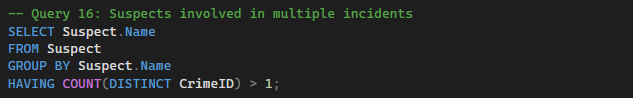 -- Query 16: Suspects involved in multiple incidents
SELECT Suspect.Name
FROM Suspect
GROUP BY Suspect.Name
HAVING COUNT(DISTINCT CrimeID) > 1;